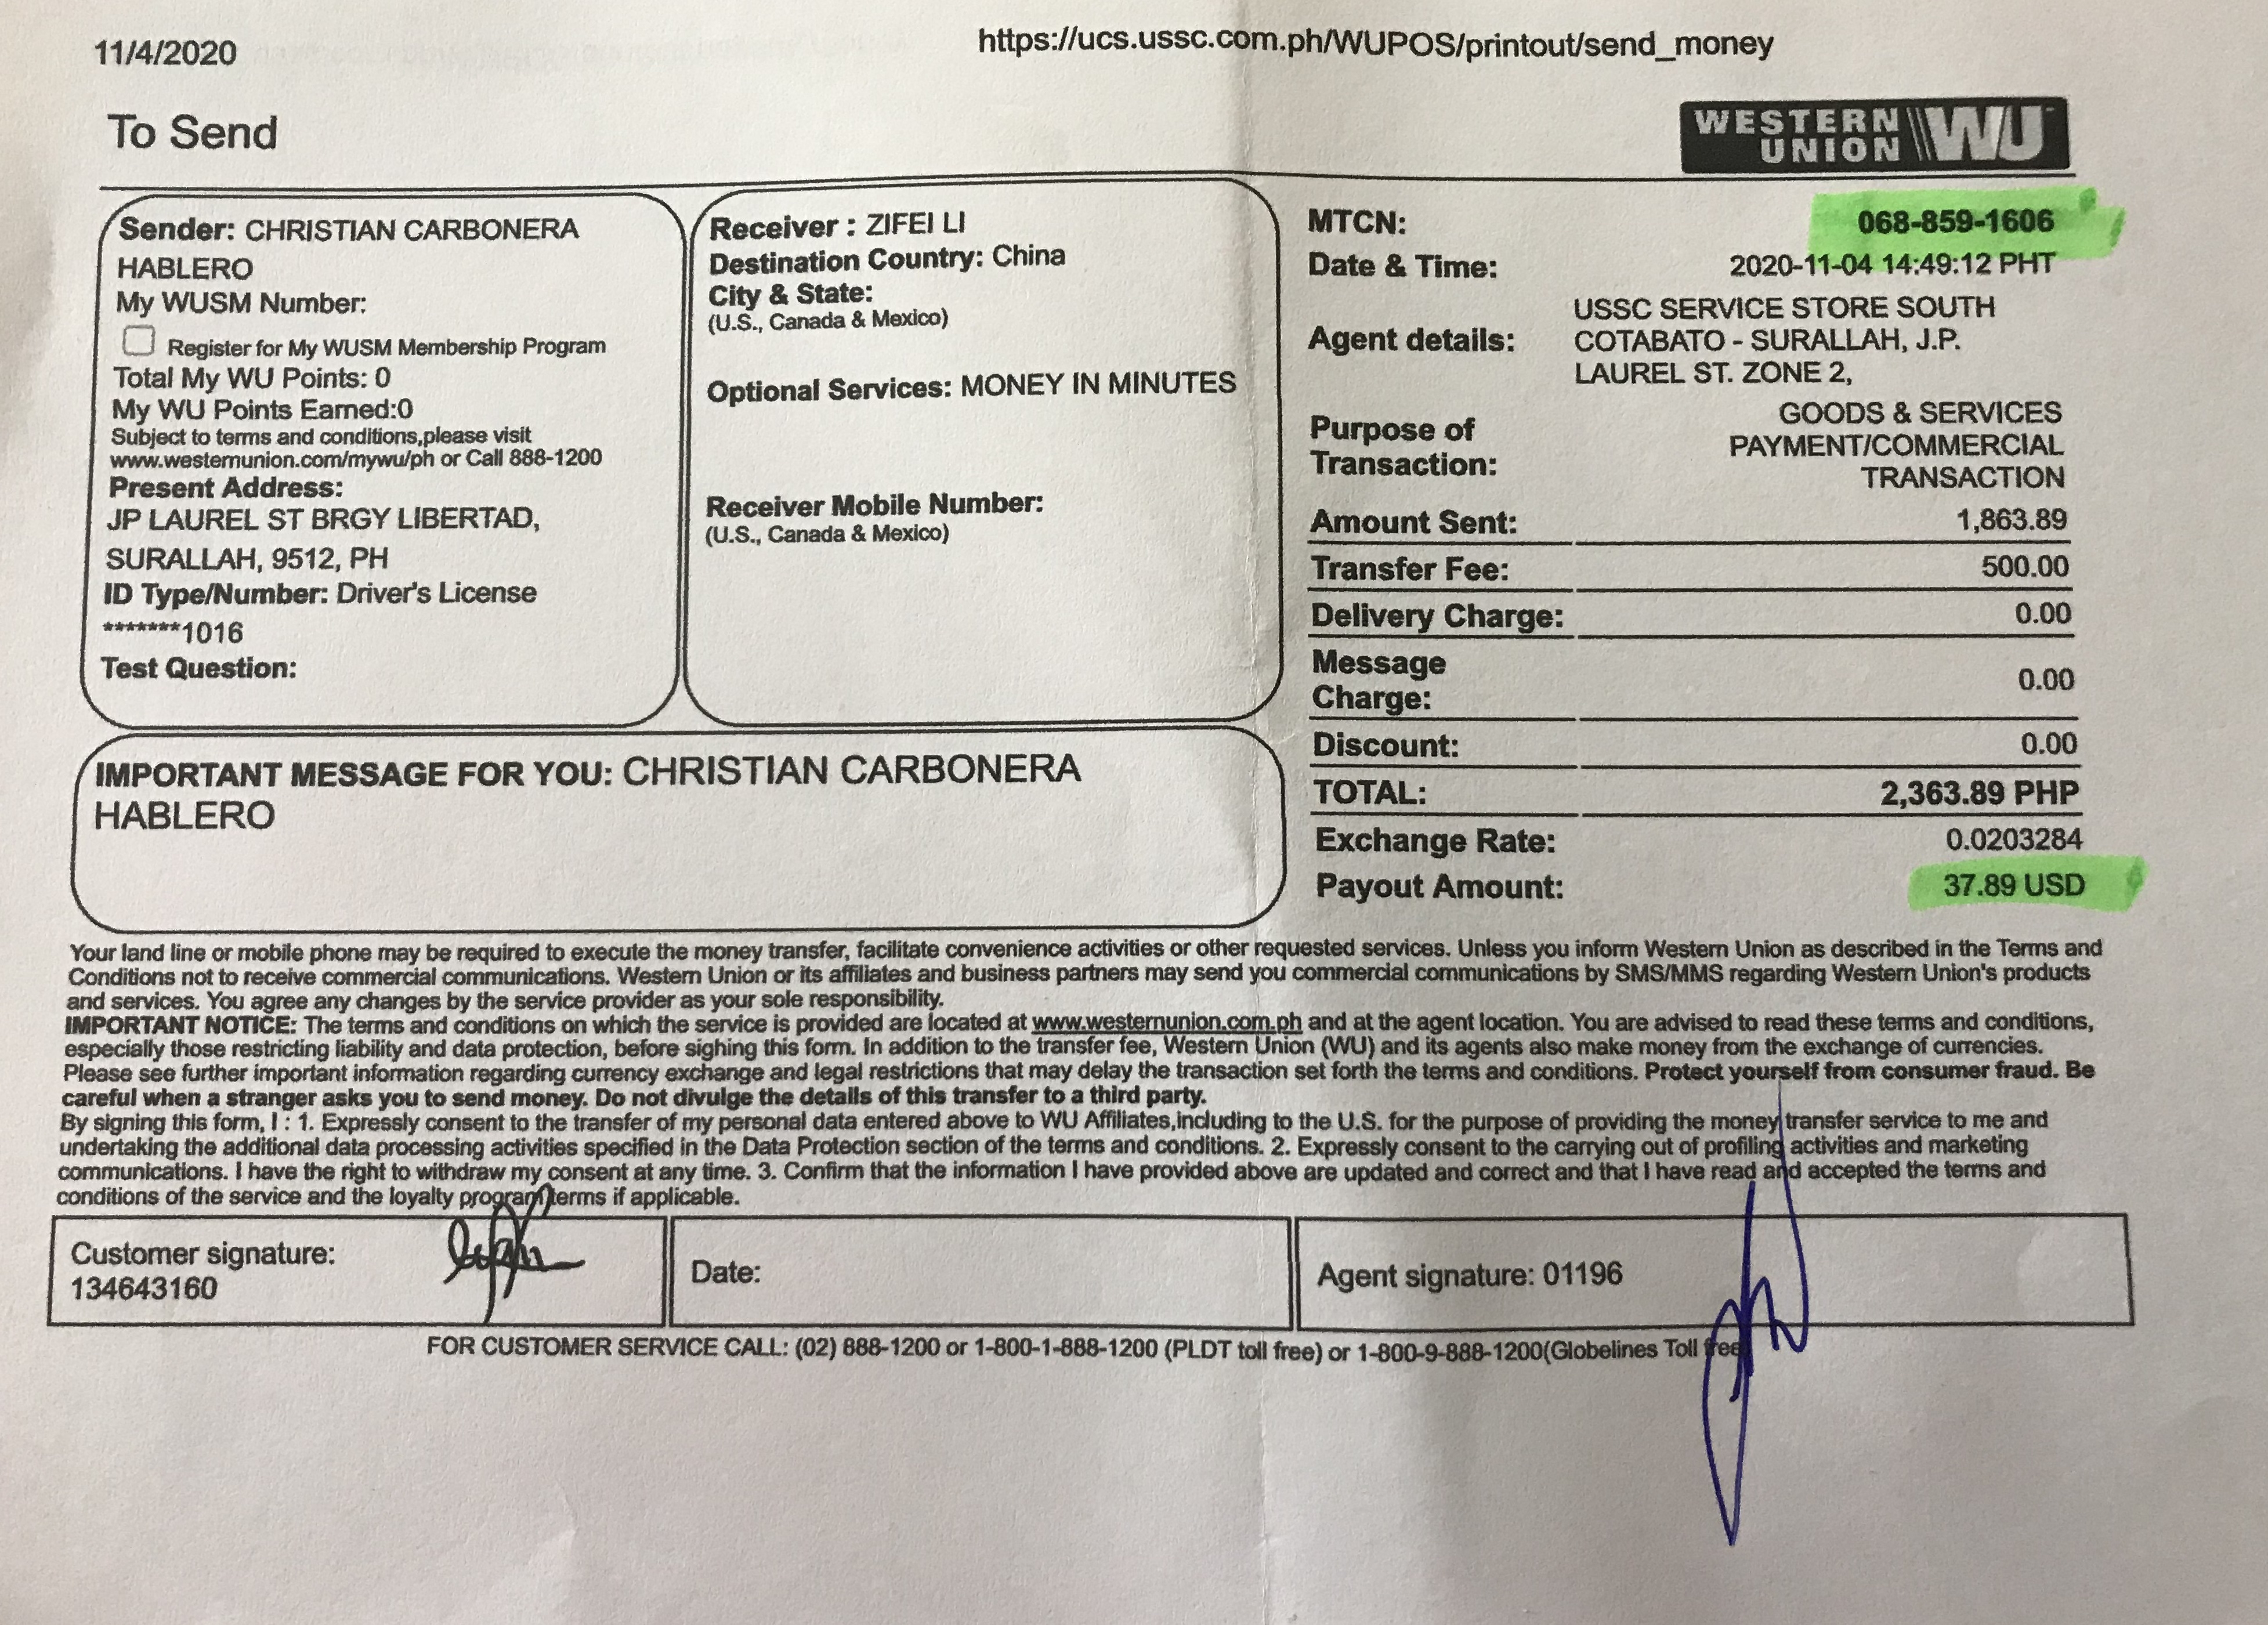 11/4/2020
https://ucs.ussc.com.ph/WUPOS/printout/send_money
To Send
WESTERN
UNION
WU
Sender: CHRISTIAN CARBONERA
HABLERO
My WUSM Number:
Register for My WUSM Membership Program
Total My WU Points: 0
My WU Points Earned:0
Subject to terms and conditions,please visit
www.westernunion.com/mywu/ph or Call 888-1200
Present Address:
JP LAUREL ST BRGY LIBERTAD,
SURALLAH, 9512, PH
ID Type/Number: Driver's License
*******1016
Test Question:
Receiver : ZIFEI LI
Destination Country: China
City & State:
(U.S., Canada & Mexico)
Optional Services: MONEY IN MINUTES
Receiver Mobile Number:
(U.S., Canada & Mexico)
IMPORTANT MESSAGE FOR YOU: CHRISTIAN CARBONERA
HABLERO
MTCN: 068-859-1606
Date & Time: 2020-11-04 14:49:12 PHT
Agent details: USSC SERVICE STORE SOUTH
COTABATO - SURALLAH, J.P.
LAUREL ST. ZONE 2,
Purpose of
Transaction:
GOODS & SERVICES
PAYMENT/COMMERCIAL
TRANSACTION
Amount Sent: 1,863.89
Transfer Fee: 500.00
Delivery Charge: 0.00
Message
Charge: 0.00
Discount: 0.00
TOTAL: 2,363.89 PHP
Exchange Rate: 0.0203284
Payout Amount: 37.89 USD
Your land line or mobile phone may be required to execute the money transfer, facilitate convenience activities or other requested services. Unless you inform Western Union as described in the Terms and
Conditions not to receive commercial communications. Western Union or its affiliates and business partners may send you commercial communications by SMS/MMS regarding Western Union's products
and services. You agree any changes by the service provider as your sole responsibility.
IMPORTANT NOTICE: The terms and conditions on which the service is provided are located at www.westernunion.com.ph and at the agent location. You are advised to read these terms and conditions,
especially those restricting liability and data protection, before sighing this form. In addition to the transfer fee, Western Union (WU) and its agents also make money from the exchange of currencies.
Please see further important information regarding currency exchange and legal restrictions that may delay the transaction set forth the terms and conditions. Protect yourself from consumer fraud. Be
careful when a stranger asks you to send money. Do not divulge the details of this transfer to a third party.
By signing this form, I : 1. Expressly consent to the transfer of my personal data entered above to WU Affiliates,including to the U.S. for the purpose of providing the money transfer service to me and
undertaking the additional data processing activities specified in the Data Protection section of the terms and conditions. 2. Expressly consent to the carrying out of profiling activities and marketing
communications. I have the right to withdraw my consent at any time. 3. Confirm that the information I have provided above are updated and correct and that I have read and accepted the terms and
conditions of the service and the loyalty program terms if applicable.
Customer signature:
134643160
Date:
Agent signature: 01196
FOR CUSTOMER SERVICE CALL: (02) 888-1200 or 1-800-1-888-1200 (PLDT toll free) or 1-800-9-888-1200(Globelines Toll free